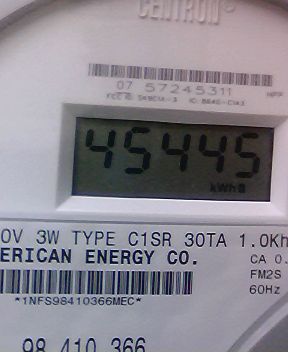 CENTRON
07 57245311
45445
kWh
0V 3W TYPE C1SR 30TA 1.0Kh
ERICAN ENERGY CO.
CA 0.
FM2S
60Hz
*1NFS98410366MEC*
98 410 366